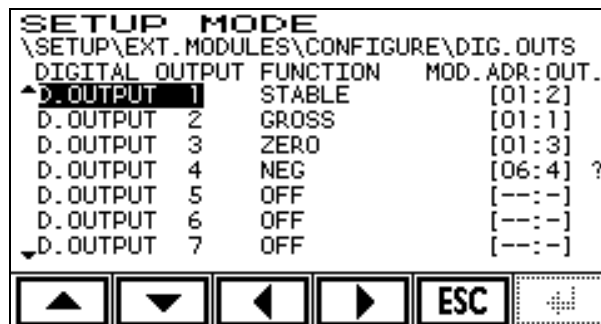 SETUP MODE
\SETUP\EXT.MODULES\CONFIGURE\DIG.OUTS
DIGITAL OUTPUT FUNCTION MOD.ADR:OUT.
D.OUTPUT 1 STABLE [01:2]
D.OUTPUT 2 GROSS [01:1]
D.OUTPUT 3 ZERO [01:3]
D.OUTPUT 4 NEG [06:4] ?
D.OUTPUT 5 OFF [--:-]
D.OUTPUT 6 OFF [--:-]
D.OUTPUT 7 OFF [--:-]
ESC